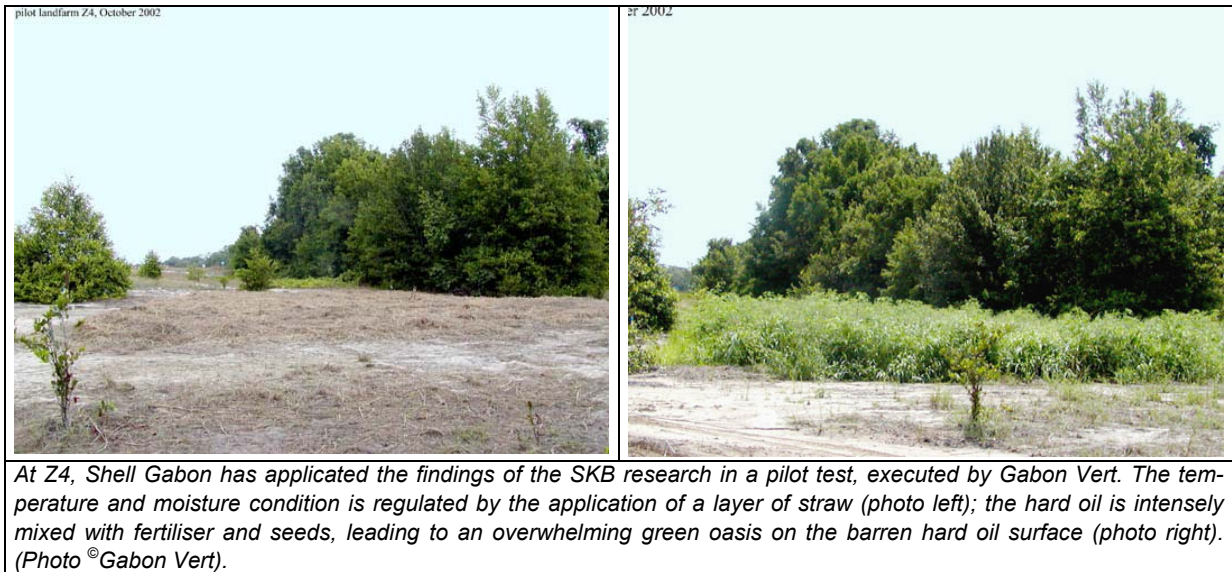 pilot landfarm Z4, October 2002
er 2002
At Z4, Shell Gabon has applicated the findings of the SKB research in a pilot test, executed by Gabon Vert. The tem-
perature and moisture condition is regulated by the application of a layer of straw (photo left); the hard oil is intensely
mixed with fertiliser and seeds, leading to an overwhelming green oasis on the barren hard oil surface (photo right).
(Photo ©Gabon Vert).